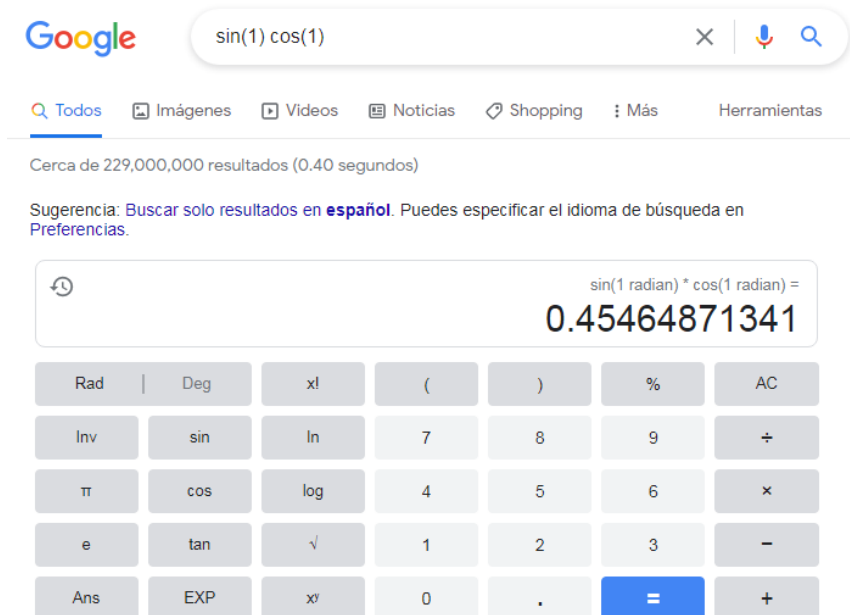 Google sin(1) cos(1)
Todos Imágenes Videos Noticias Shopping Más Herramientas
Cerca de 229,000,000 resultados (0.40 segundos)
Sugerencia: Buscar solo resultados en español. Puedes especificar el idioma de búsqueda en
Preferencias.
sin(1 radian) * cos(1 radian) =
0.45464871341
Rad | Deg x! ( ) % AC
Inv sin ln 7 8 9 ÷
π cos log 4 5 6 ×
e tan √ 1 2 3 −
Ans EXP xʸ 0 . = +